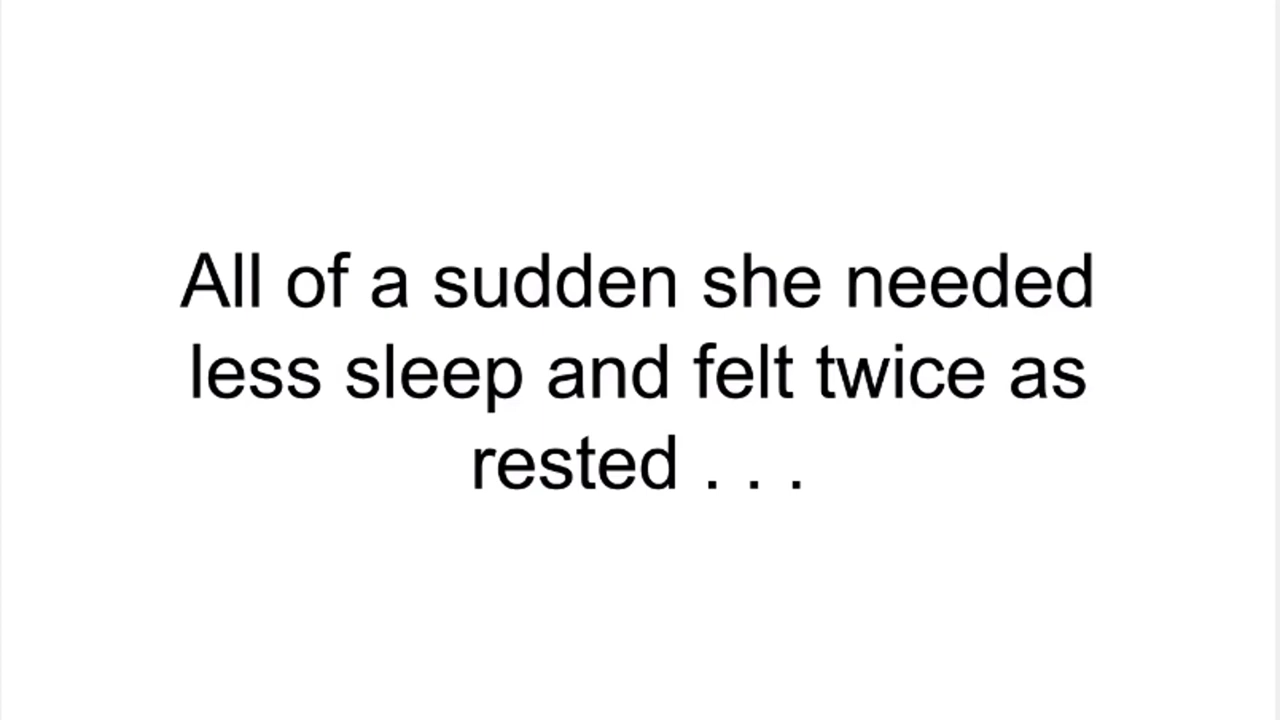 All of a sudden she needed
less sleep and felt twice as
rested . . .